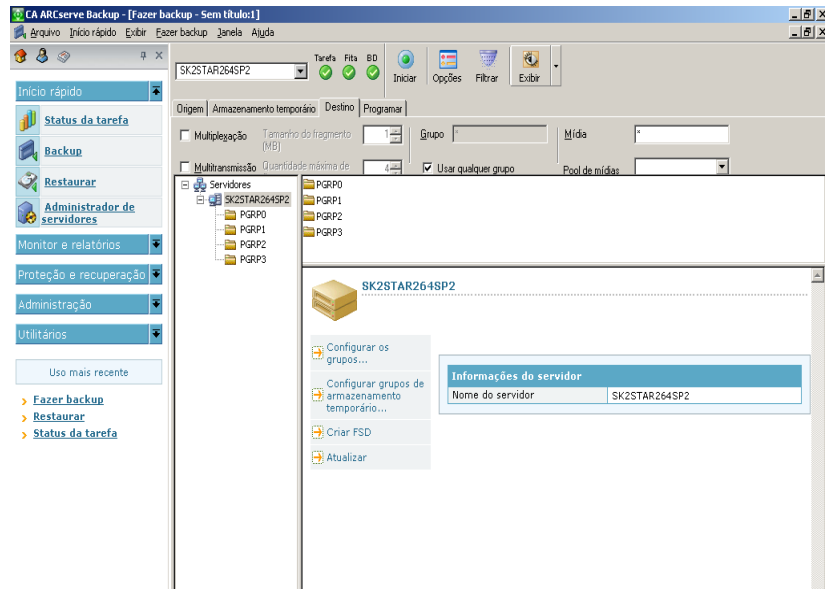 CA ARCserve Backup - [Fazer backup - Sem título:1]
Arquivo Início rápido Exibir Fazer backup Janela Ajuda
SK2STAR264SP2
Tarefa Fita BD
Iniciar Opções Filtrar Exibir
Início rápido
Status da tarefa
Backup
Restaurar
Administrador de
servidores
Monitor e relatórios
Proteção e recuperação
Administração
Utilitários
Uso mais recente
Fazer backup
Restaurar
Status da tarefa
Origem Armazenamento temporário Destino Programar
Multiplexação Tamanho do fragmento (MB) 1 Grupo * Mídia *
Multitransmissão Quantidade máxima de 4 Usar qualquer grupo Pool de mídias
Servidores
SK2STAR264SP2
PGRP0
PGRP1
PGRP2
PGRP3
PGRP0
PGRP1
PGRP2
PGRP3
SK2STAR264SP2
Configurar os
grupos...
Configurar grupos de
armazenamento
temporário...
Criar FSD
Atualizar
Informações do servidor
Nome do servidor SK2STAR264SP2